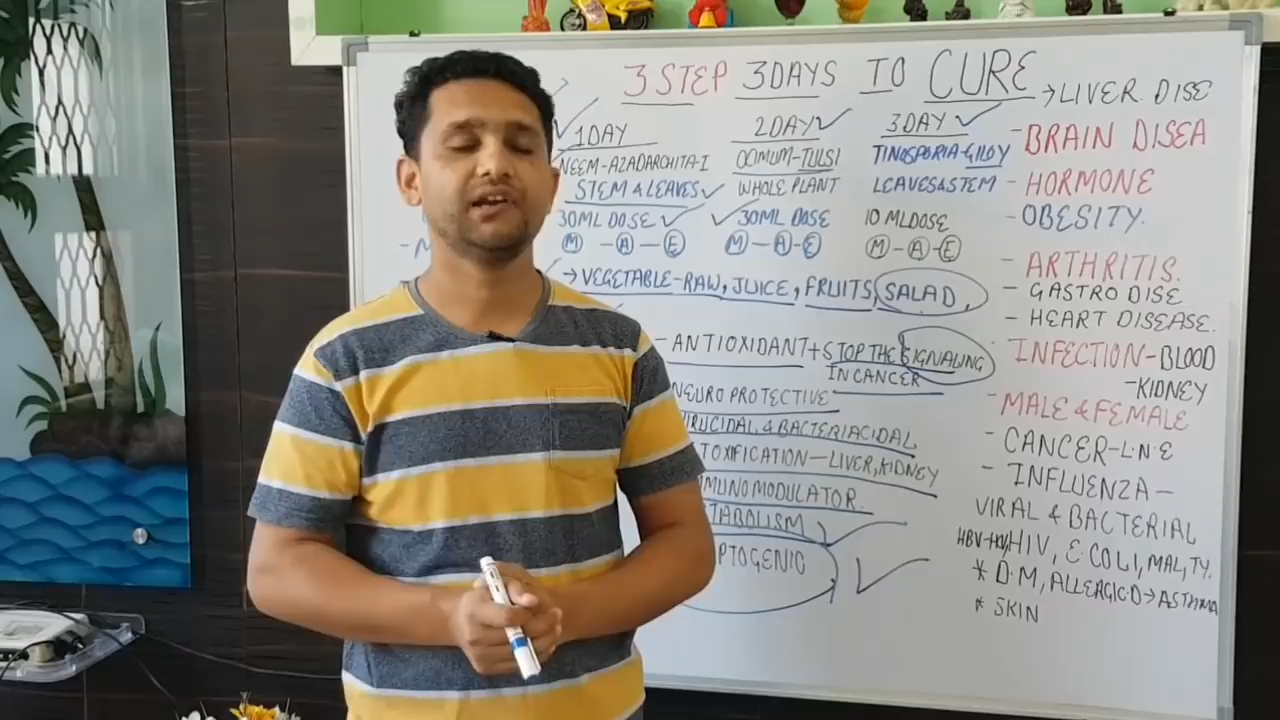 3 STEP 3DAYS TO CURE
→LIVER DISE
1DAY
2DAY
3DAY
-BRAIN DISEA
NEEM-AZADARCHITA-I
OCIMUM-TULSI
TINOSPORIA-GILOY
STEM & LEAVES
WHOLE PLANT
LEAVES&STEM
-HORMONE
30ML DOSE
30ML DOSE
10 MLDOSE
-OBESITY.
M-A-E
M-A-E
M-A-E
→VEGETABLE-RAW, JUICE, FRUITS, SALAD.
-ARTHRITIS.
-GASTRO DISE
-HEART DISEASE.
-ANTIOXIDANT+STOP THE SIGNALING
IN CANCER
-INFECTION-BLOOD
-KIDNEY
NEURO PROTECTIVE
-MALE & FEMALE
IRUCIDAL & BACTERIACIDAL
-CANCER-L.N.E
TOXIFICATION-LIVER, KIDNEY
-INFLUENZA-
MUNOMODULATOR.
VIRAL & BACTERIAL
TABOLISM
HIV, E.COLI, MAL, TY.
PTOGENIC
* D.M, ALLERGIC.D→ASTHMA
* SKIN